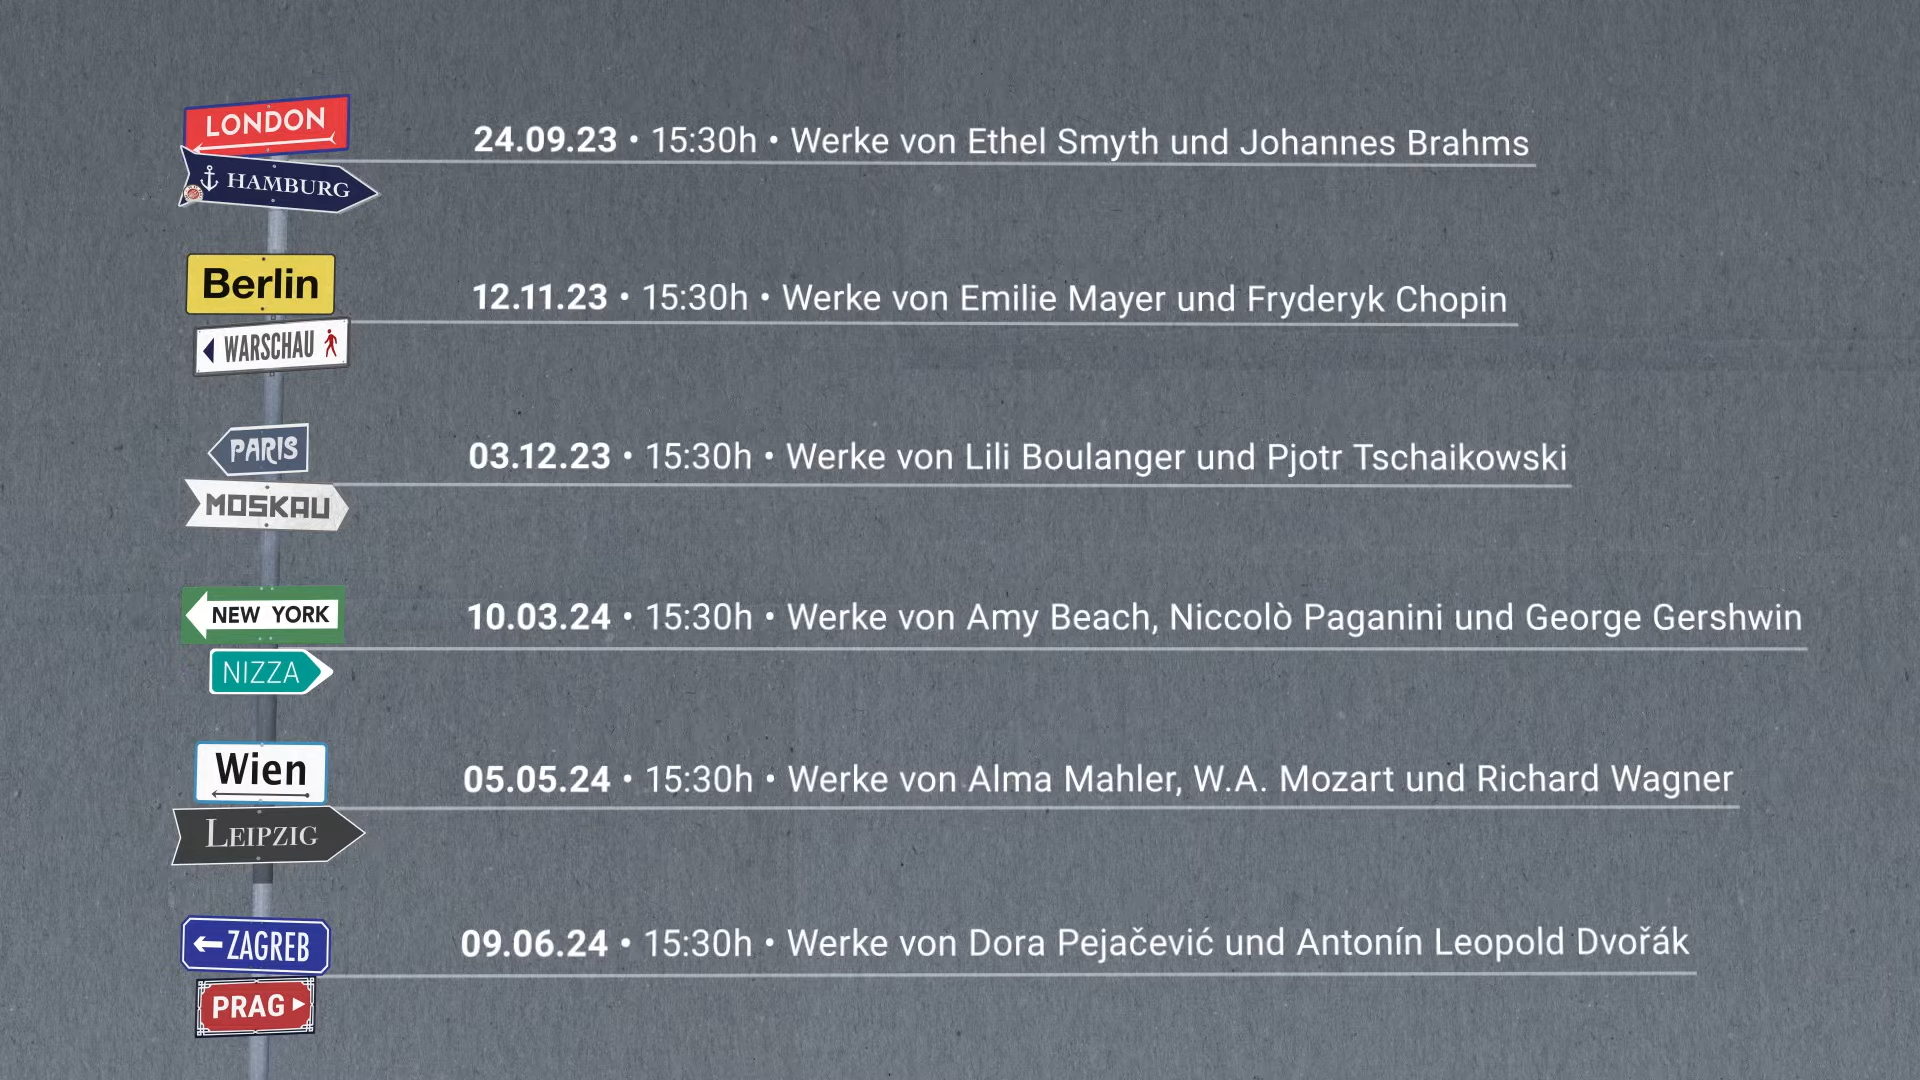 LONDON
HAMBURG
24.09.23 • 15:30h • Werke von Ethel Smyth und Johannes Brahms
Berlin
WARSCHAU
12.11.23 • 15:30h • Werke von Emilie Mayer und Fryderyk Chopin
PARIS
MOSKAU
03.12.23 • 15:30h • Werke von Lili Boulanger und Pjotr Tschaikowski
NEW YORK
NIZZA
10.03.24 • 15:30h • Werke von Amy Beach, Niccolò Paganini und George Gershwin
Wien
LEIPZIG
05.05.24 • 15:30h • Werke von Alma Mahler, W.A. Mozart und Richard Wagner
ZAGREB
PRAG
09.06.24 • 15:30h • Werke von Dora Pejačević und Antonín Leopold Dvořák